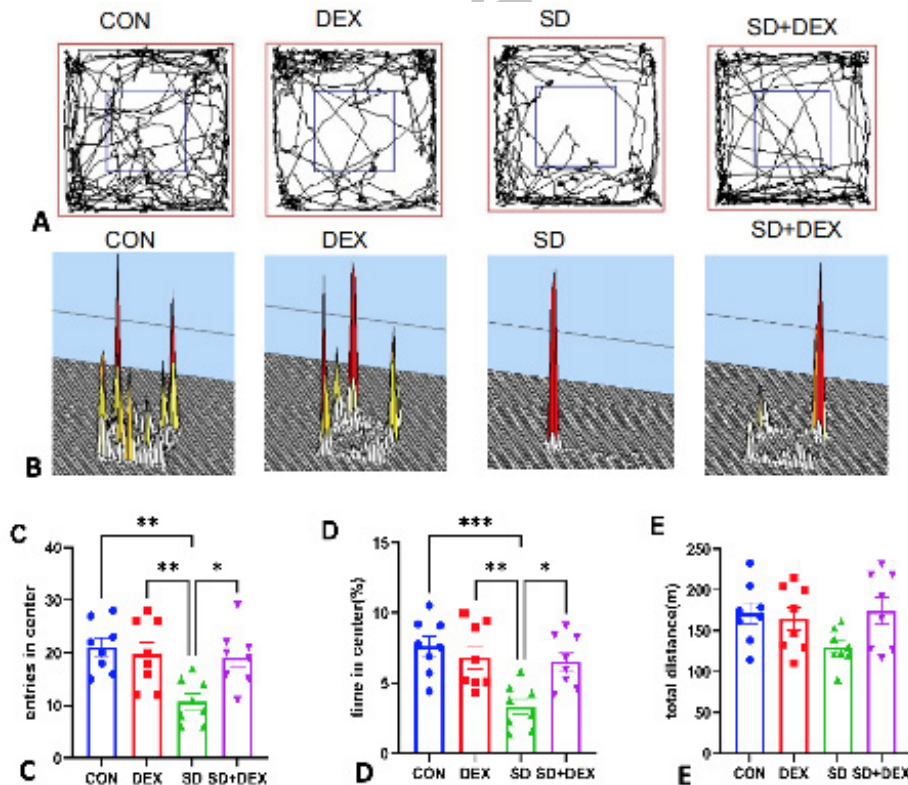 CON DEX SD SD+DEX
A
CON DEX SD SD+DEX
B
C
** ** *
entries in center
40
30
20
10
0
CON DEX SD SD+DEX
C
D
*** ** *
time in center(%)
15
10
5
0
CON DEX SD SD+DEX
D
E
total distance(m)
250
200
150
100
50
0
CON DEX SD SD+DEX
E